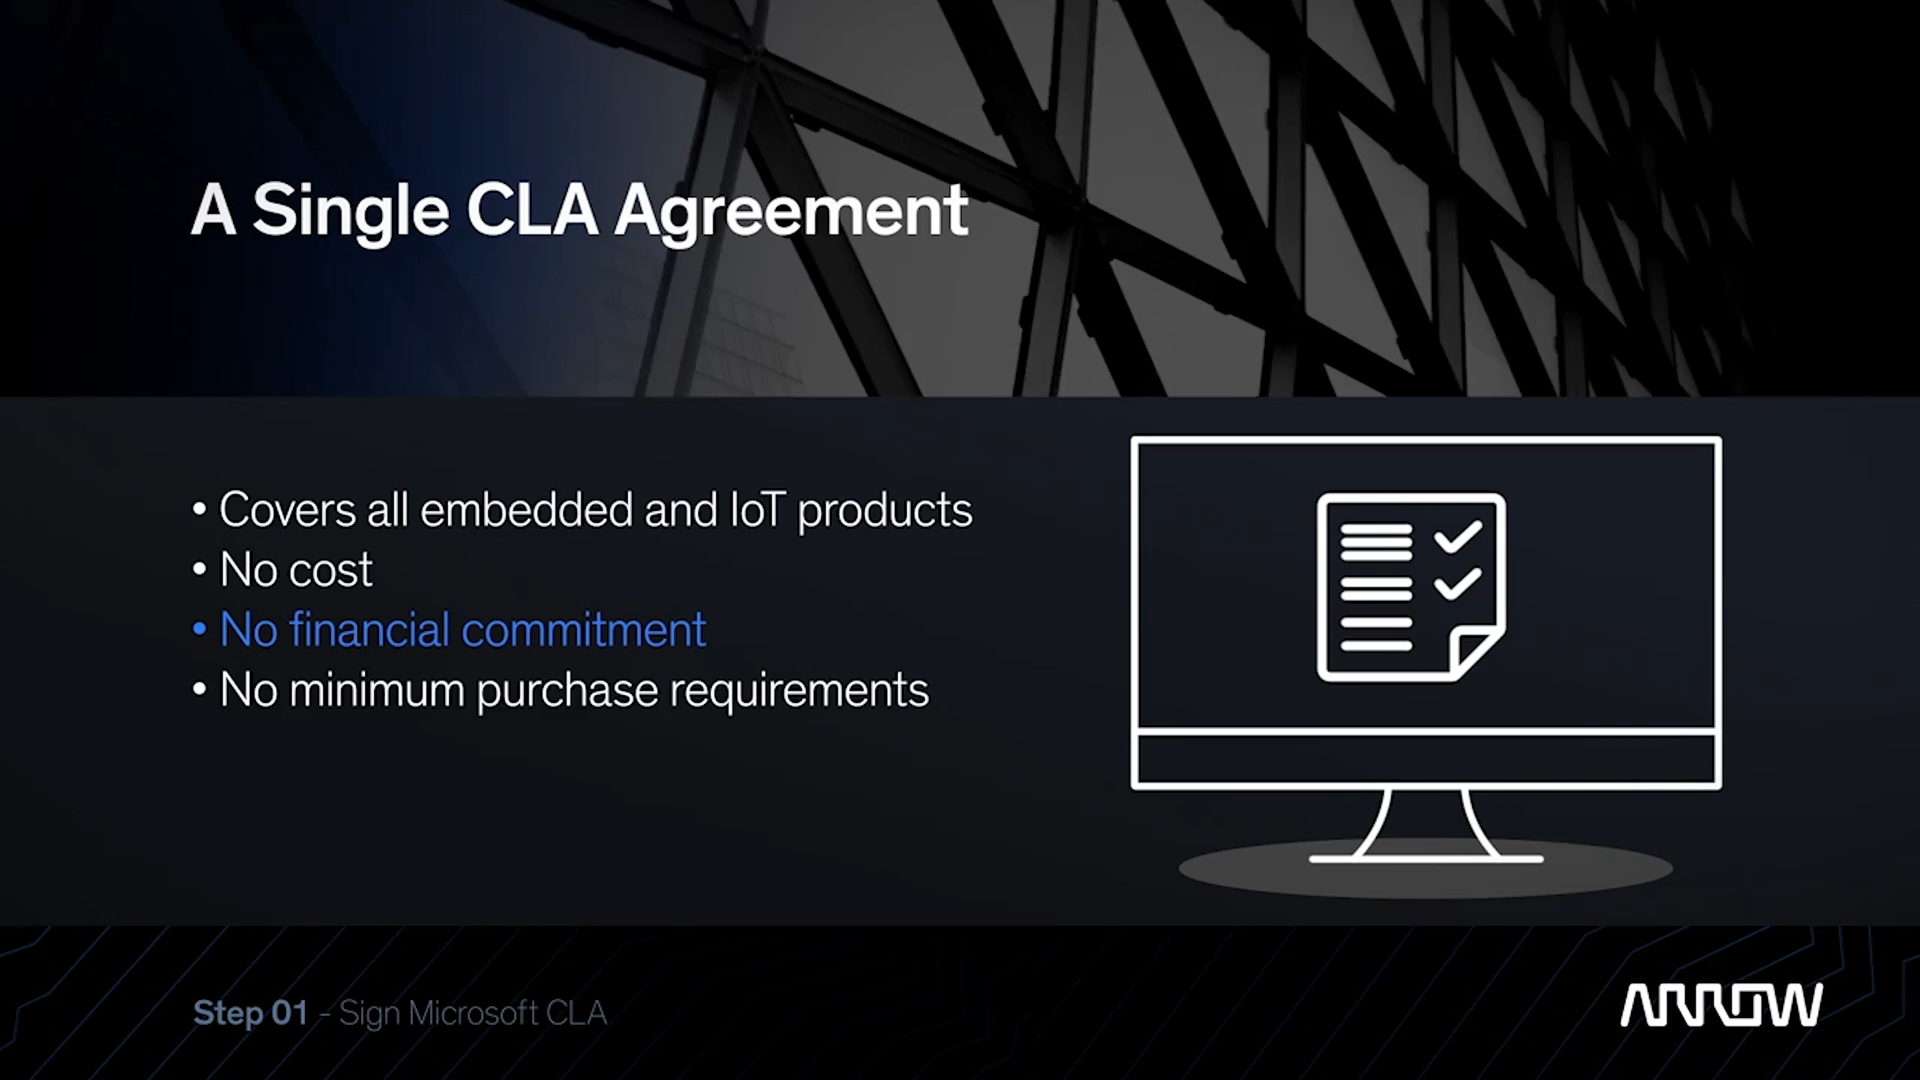 A Single CLA Agreement
• Covers all embedded and IoT products
• No cost
• No financial commitment
• No minimum purchase requirements
Step 01 - Sign Microsoft CLA
ARROW